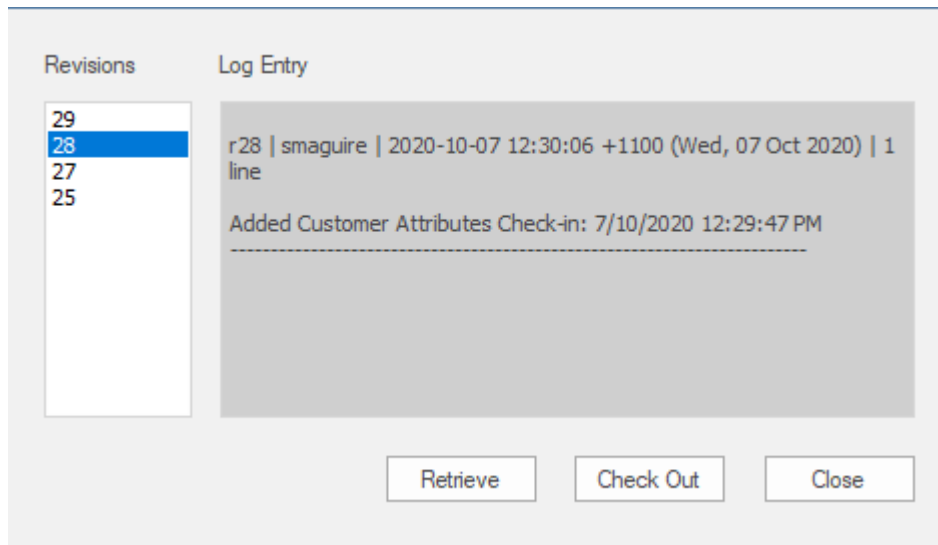 Revisions
Log Entry
29
28
27
25
r28 | smaguire | 2020-10-07 12:30:06 +1100 (Wed, 07 Oct 2020) | 1
line
Added Customer Attributes Check-in: 7/10/2020 12:29:47 PM
------------------------------------------------------------------------
Retrieve
Check Out
Close